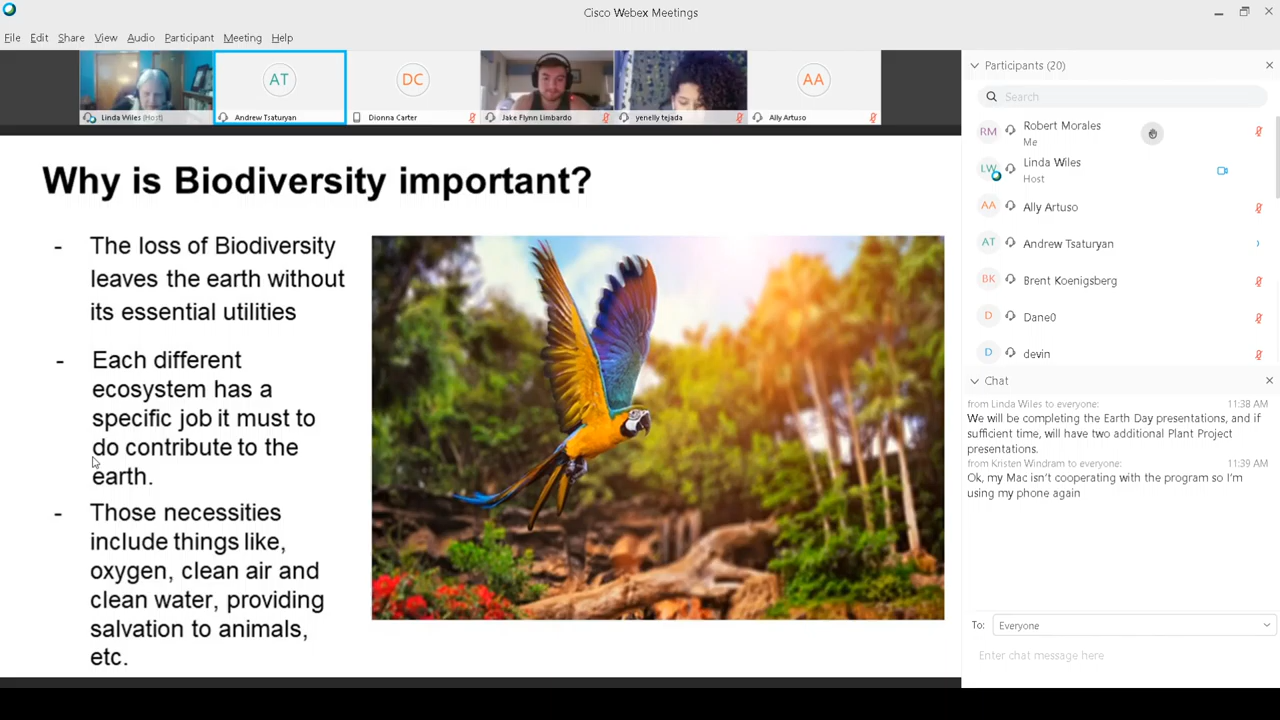 Cisco Webex Meetings
File Edit Share View Audio Participant Meeting Help
AT
DC
AA
Linda Wiles (Host)
Andrew Tsaturyan
Dionna Carter
Jake Flynn Limbardo
yenelly tejada
Ally Artuso
Why is Biodiversity important?
- The loss of Biodiversity
leaves the earth without
its essential utilities
- Each different
ecosystem has a
specific job it must to
do contribute to the
earth.
- Those necessities
include things like,
oxygen, clean air and
clean water, providing
salvation to animals,
etc.
Participants (20)
Search
RM Robert Morales
Me
LW Linda Wiles
Host
AA Ally Artuso
AT Andrew Tsaturyan
BK Brent Koenigsberg
D Dane0
D devin
Chat
from Linda Wiles to everyone: 11:38 AM
We will be completing the Earth Day presentations, and if
sufficient time, will have two additional Plant Project
presentations.
from Kristen Windram to everyone: 11:39 AM
Ok, my Mac isn't cooperating with the program so I'm
using my phone again
To: Everyone
Enter chat message here